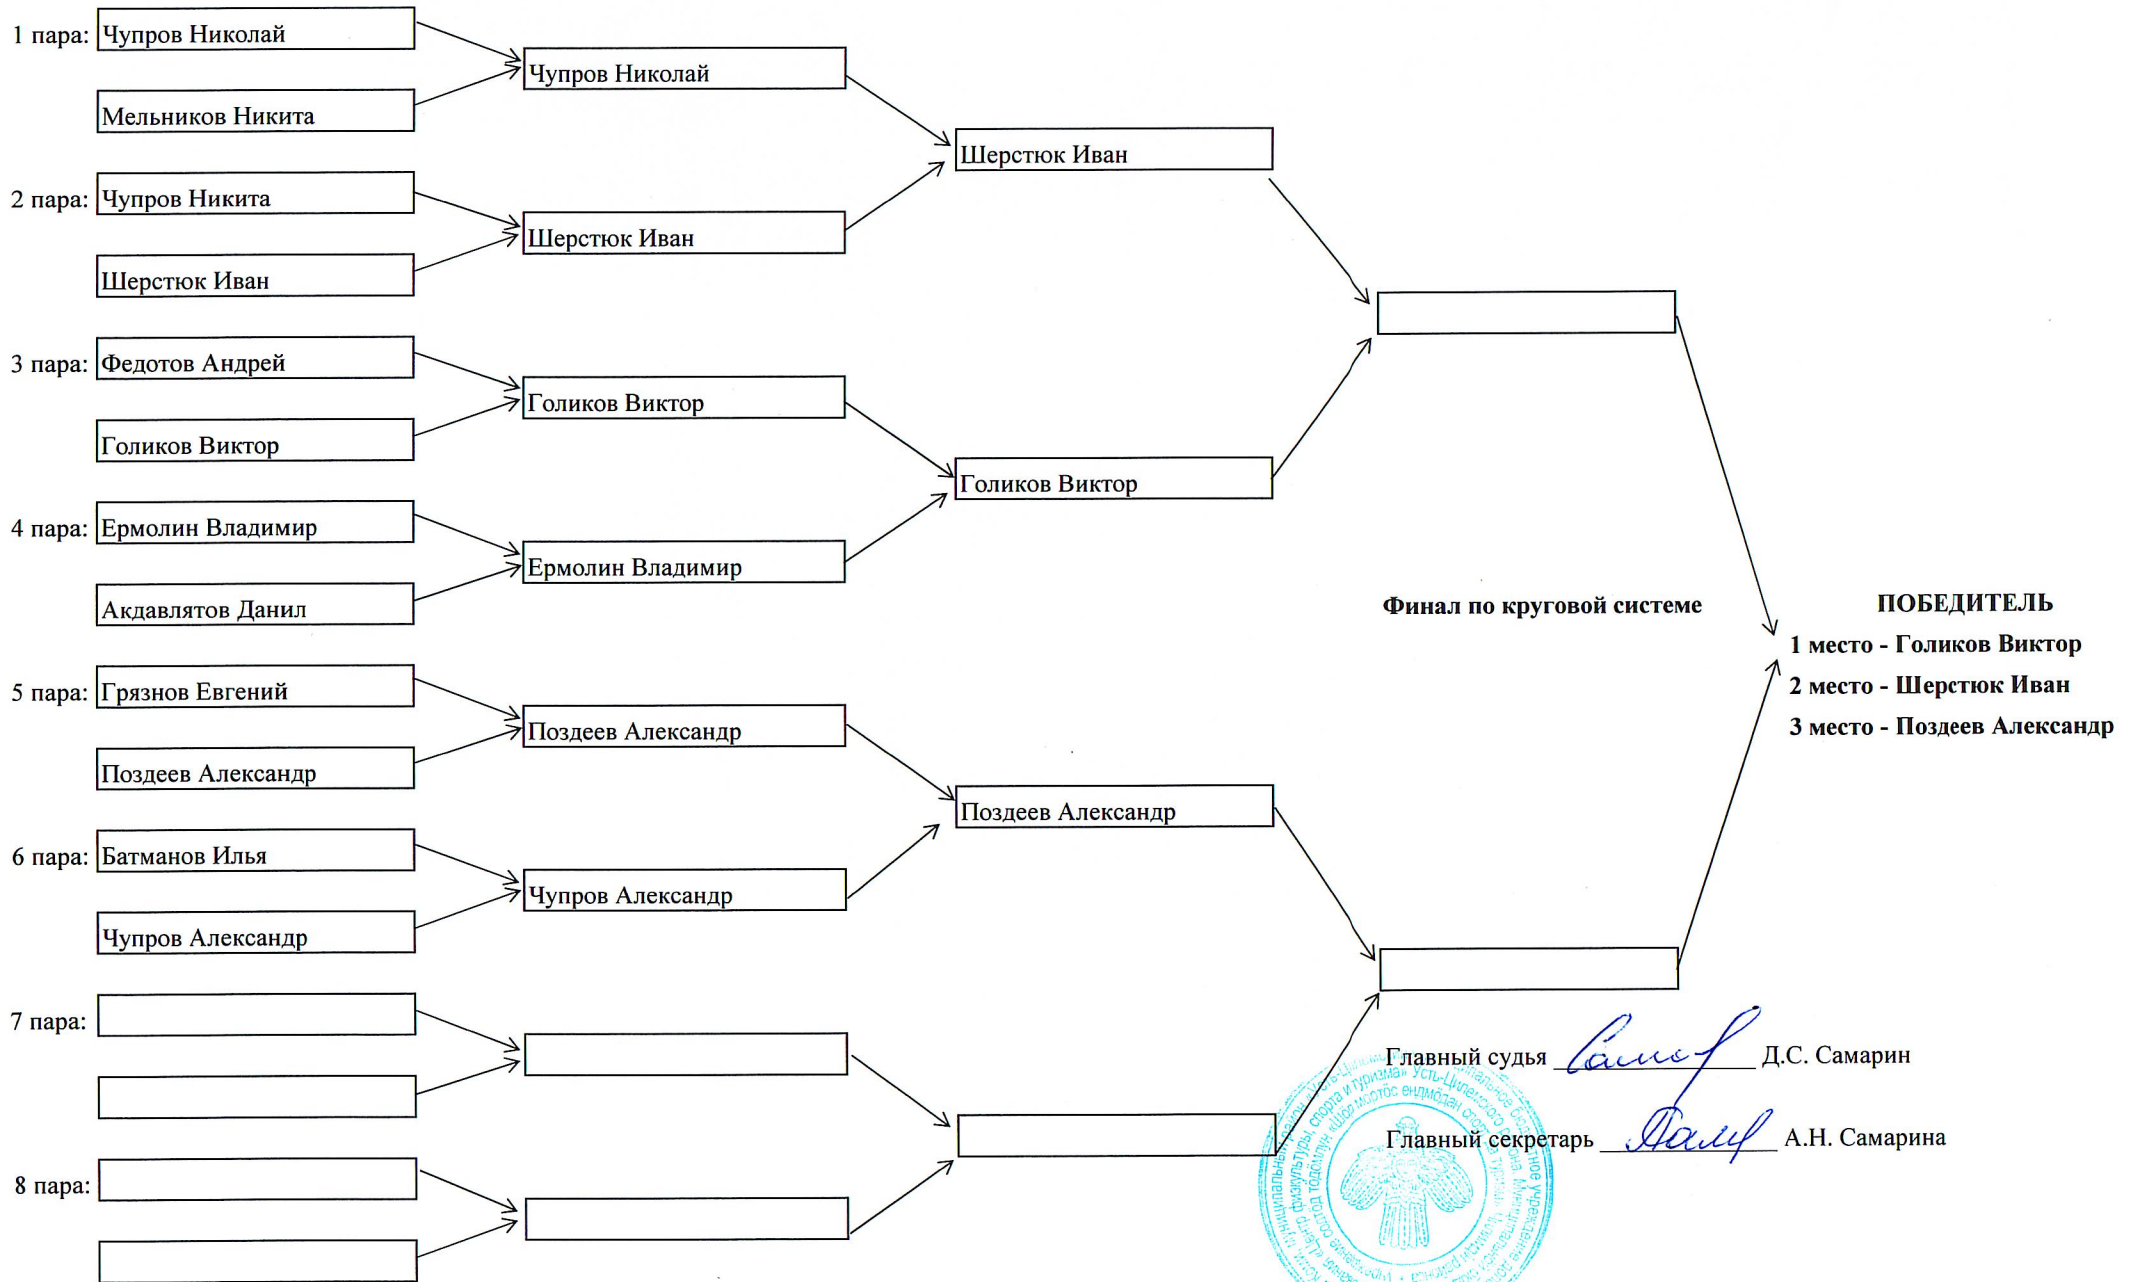 1 пара: Чупров Николай
Мельников Никита
2 пара: Чупров Никита
Шерстюк Иван
3 пара: Федотов Андрей
Голиков Виктор
4 пара: Ермолин Владимир
Акдавлятов Данил
5 пара: Грязнов Евгений
Поздеев Александр
6 пара: Батманов Илья
Чупров Александр
7 пара:
8 пара:
Чупров Николай
Шерстюк Иван
Голиков Виктор
Ермолин Владимир
Поздеев Александр
Чупров Александр
Шерстюк Иван
Голиков Виктор
Поздеев Александр
Финал по круговой системе
ПОБЕДИТЕЛЬ
1 место - Голиков Виктор
2 место - Шерстюк Иван
3 место - Поздеев Александр
Главный судья Д.С. Самарин
Главный секретарь А.Н. Самарина